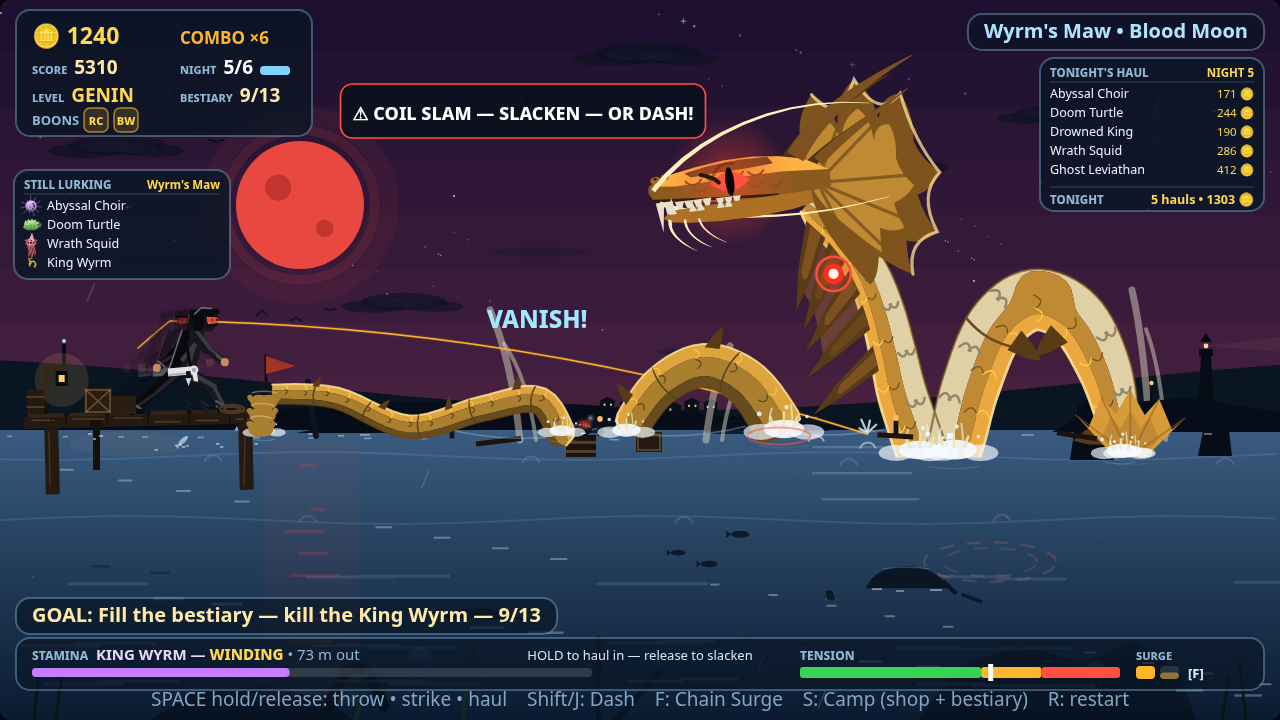 1240 COMBO ×6
SCORE 5310 NIGHT 5/6
LEVEL GENIN BESTIARY 9/13
BOONS RC BW
Wyrm's Maw • Blood Moon
TONIGHT'S HAUL NIGHT 5
Abyssal Choir 171
Doom Turtle 244
Drowned King 190
Wrath Squid 286
Ghost Leviathan 412
TONIGHT 5 hauls • 1303
⚠ COIL SLAM — SLACKEN — OR DASH!
STILL LURKING Wyrm's Maw
Abyssal Choir
Doom Turtle
Wrath Squid
King Wyrm
VANISH!
GOAL: Fill the bestiary — kill the King Wyrm — 9/13
STAMINA KING WYRM — WINDING • 73 m out HOLD to haul in — release to slacken TENSION SURGE
[F]
SPACE hold/release: throw • strike • haul Shift/J: Dash F: Chain Surge S: Camp (shop + bestiary) R: restart